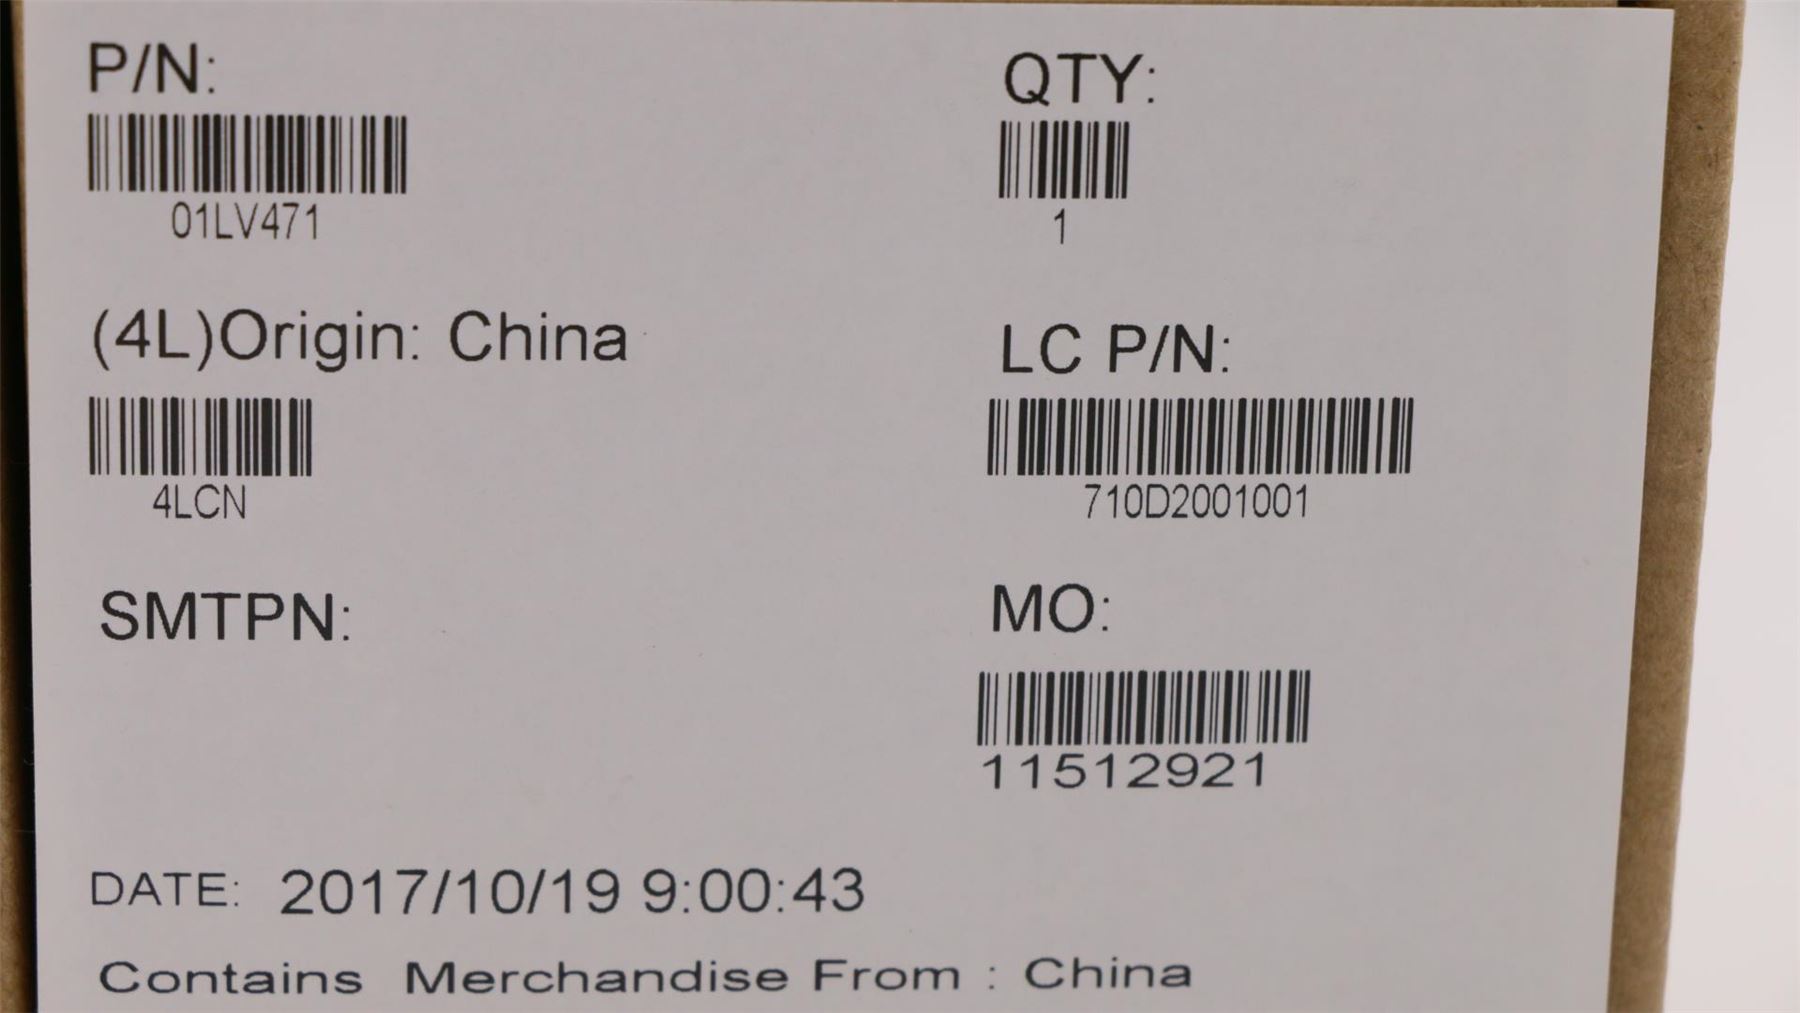 P/N:
01LV471
QTY:
1
(4L)Origin: China
4LCN
LC P/N:
710D2001001
SMTPN:
MO:
11512921
DATE: 2017/10/19 9:00:43
Contains Merchandise From : China